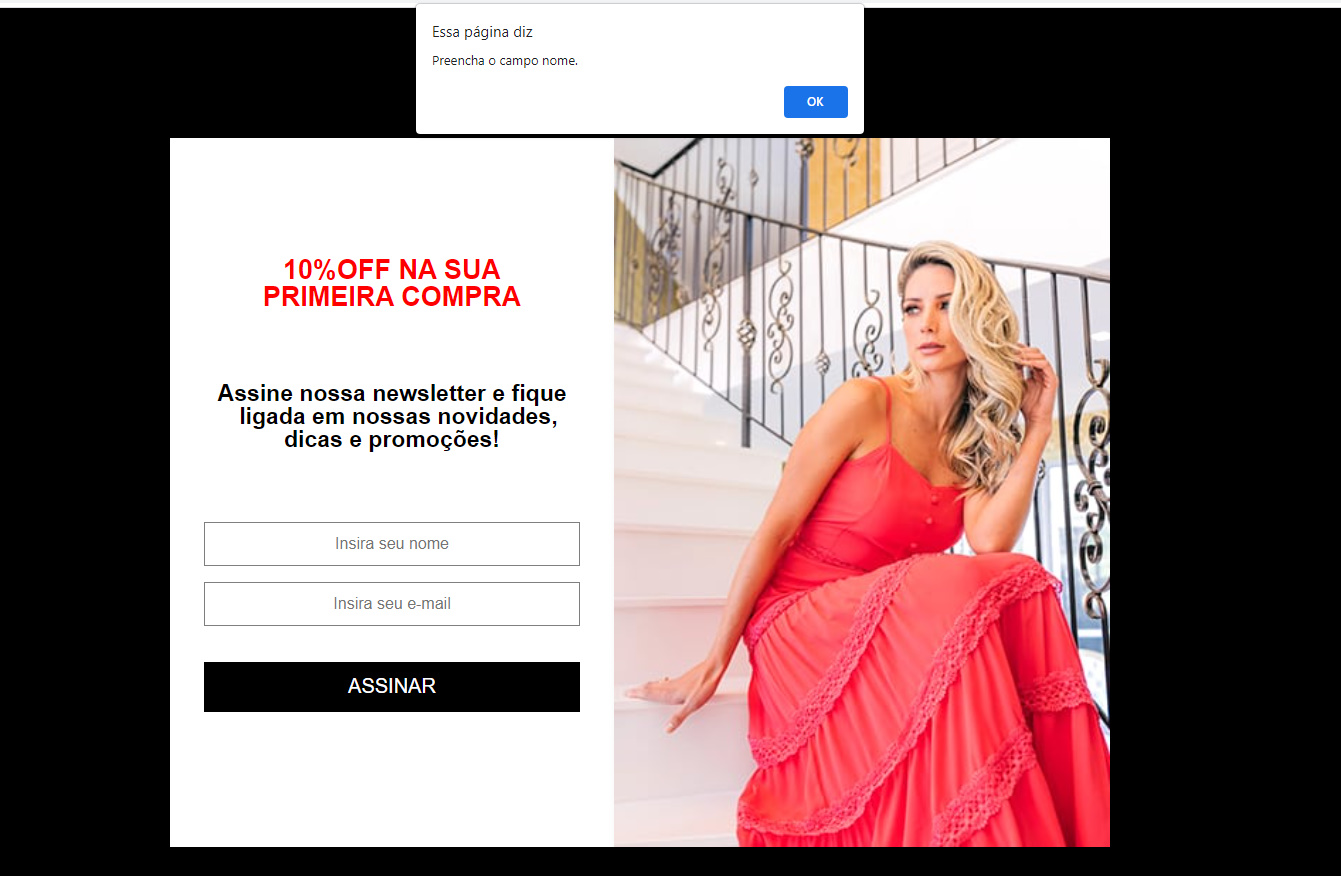 Essa página diz
Preencha o campo nome.
OK
10%OFF NA SUA
PRIMEIRA COMPRA
Assine nossa newsletter e fique
ligada em nossas novidades,
dicas e promoções!
Insira seu nome
Insira seu e-mail
ASSINAR